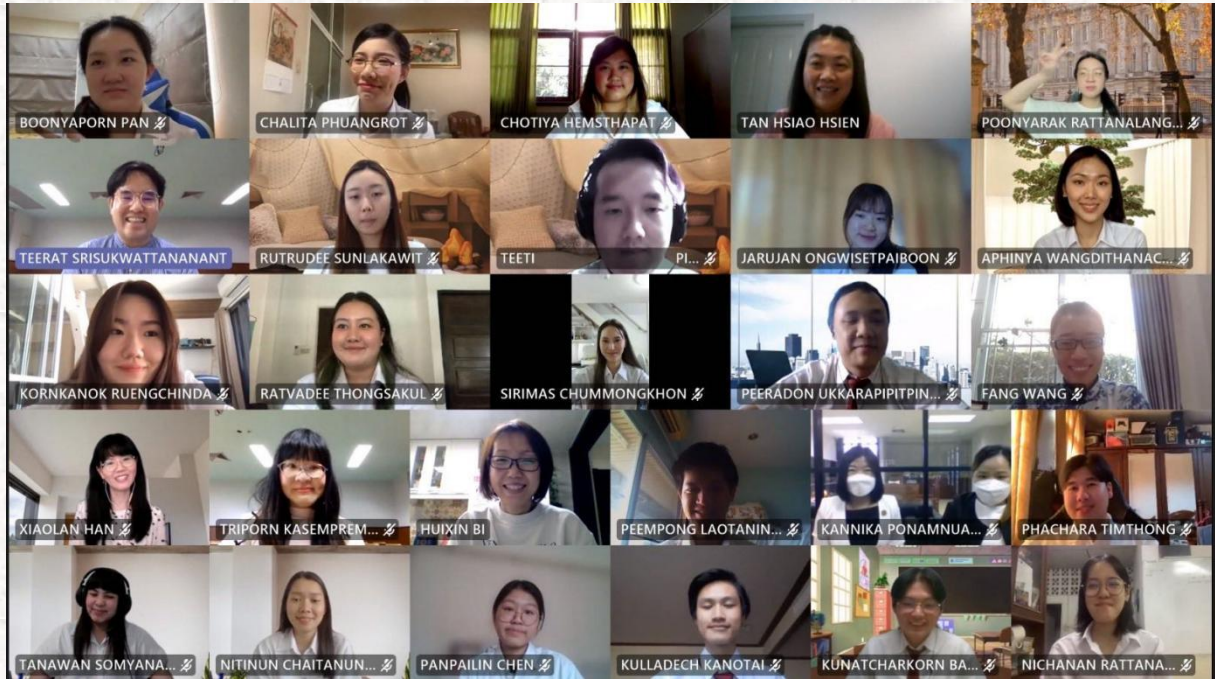 BOONYAPORN PAN
CHALITA PHUANGROT
CHOTIYA HEMSTHAPAT
TAN HSIAO HSIEN
POONYARAK RATTANALANG...
TEERAT SRISUKWATTANANANT
RUTRUDEE SUNLAKAWIT
TEETI PI...
JARUJAN ONGWISETPAIBOON
APHINYA WANGDITHANAC...
KORNKANOK RUENGCHINDA
RATVADEE THONGSAKUL
SIRIMAS CHUMMONGKHON
PEERADON UKKARAPIPITPIN...
FANG WANG
XIAOLAN HAN
TRIPORN KASEMPREM...
HUIXIN BI
PEEMPONG LAOTANIN...
KANNIKA PONAMNUA...
PHACHARA TIMTHONG
TANAWAN SOMYANA...
NITINUN CHAITANUN...
PANPAILIN CHEN
KULLADECH KANOTAI
KUNATCHARKORN BA...
NICHANAN RATTANA...